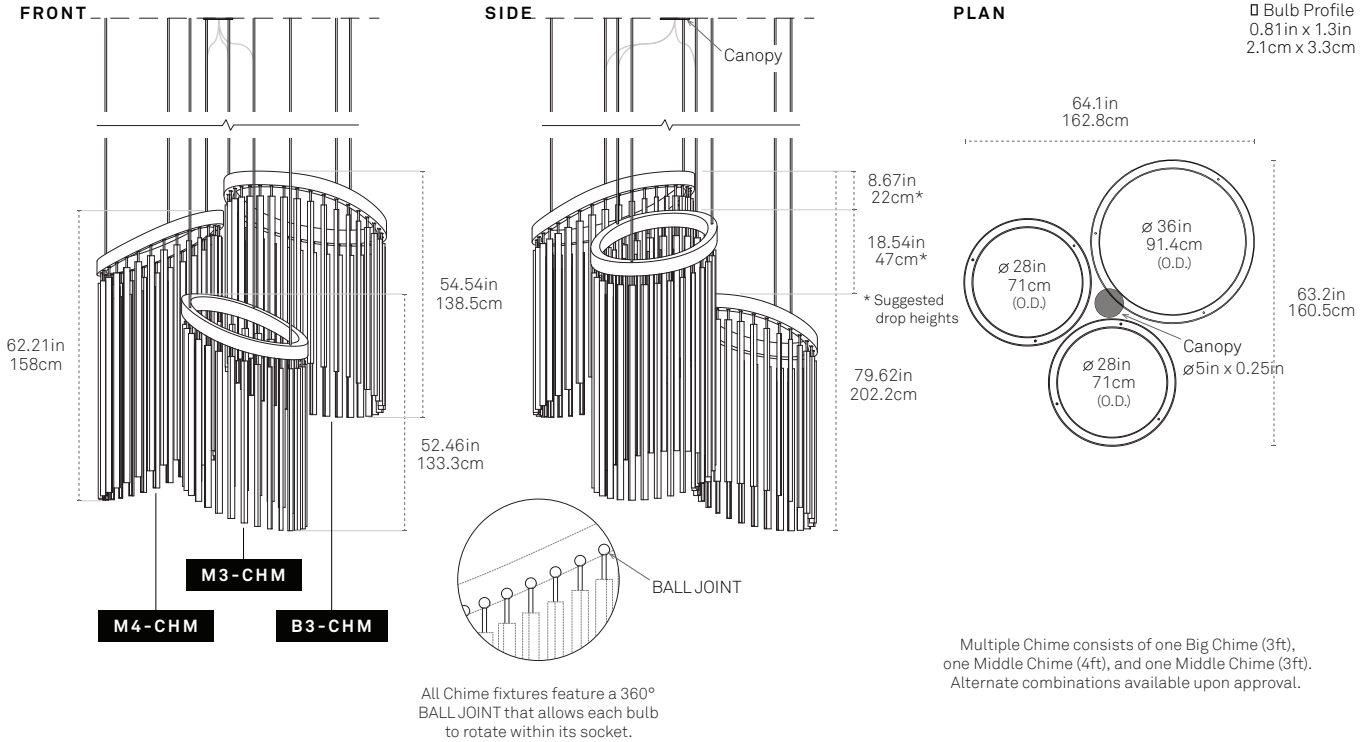 FRONT
SIDE
PLAN
▯ Bulb Profile
0.81in x 1.3in
2.1cm x 3.3cm
Canopy
64.1in
162.8cm
8.67in
22cm*
18.54in
47cm*
* Suggested
drop heights
79.62in
202.2cm
54.54in
138.5cm
62.21in
158cm
52.46in
133.3cm
⌀ 36in
91.4cm
(O.D.)
⌀ 28in
71cm
(O.D.)
63.2in
160.5cm
Canopy
⌀5in x 0.25in
⌀ 28in
71cm
(O.D.)
M3-CHM
M4-CHM
B3-CHM
BALL JOINT
All Chime fixtures feature a 360°
BALL JOINT that allows each bulb
to rotate within its socket.
Multiple Chime consists of one Big Chime (3ft),
one Middle Chime (4ft), and one Middle Chime (3ft).
Alternate combinations available upon approval.